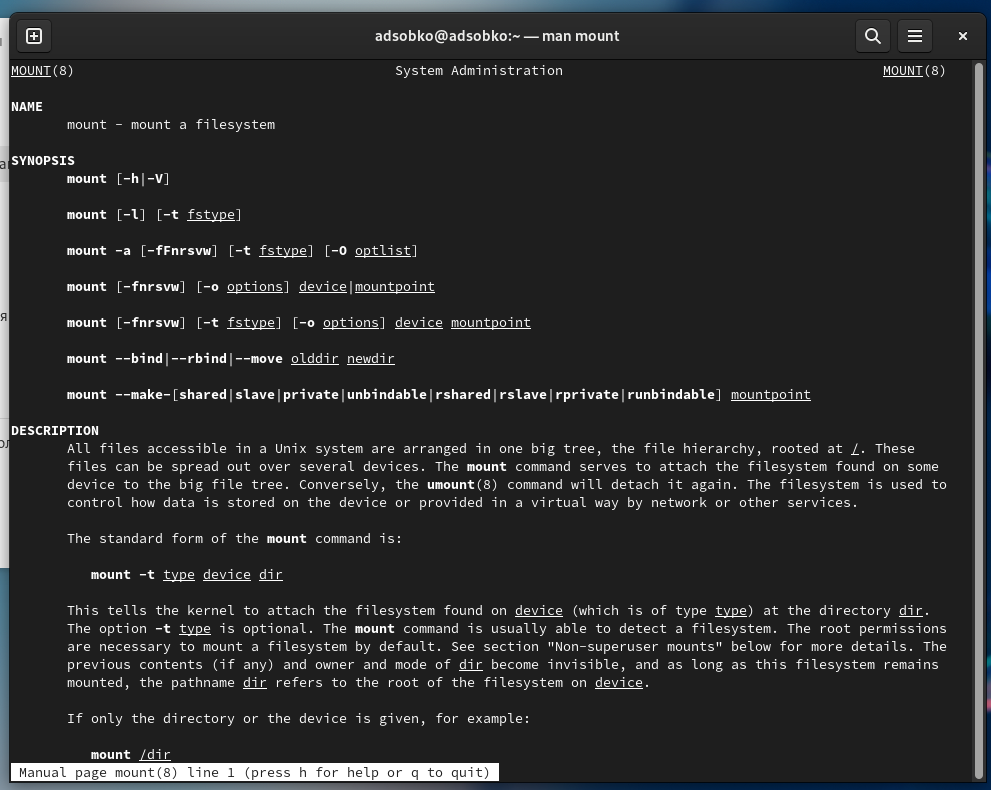 adsobko@adsobko:~ — man mount
MOUNT(8) System Administration MOUNT(8)
NAME
mount - mount a filesystem
SYNOPSIS
mount [-h|-V]
mount [-l] [-t fstype]
mount -a [-fFnrsvw] [-t fstype] [-O optlist]
mount [-fnrsvw] [-o options] device|mountpoint
mount [-fnrsvw] [-t fstype] [-o options] device mountpoint
mount --bind|--rbind|--move olddir newdir
mount --make-[shared|slave|private|unbindable|rshared|rslave|rprivate|runbindable] mountpoint
DESCRIPTION
All files accessible in a Unix system are arranged in one big tree, the file hierarchy, rooted at /. These
files can be spread out over several devices. The mount command serves to attach the filesystem found on some
device to the big file tree. Conversely, the umount(8) command will detach it again. The filesystem is used to
control how data is stored on the device or provided in a virtual way by network or other services.
The standard form of the mount command is:
mount -t type device dir
This tells the kernel to attach the filesystem found on device (which is of type type) at the directory dir.
The option -t type is optional. The mount command is usually able to detect a filesystem. The root permissions
are necessary to mount a filesystem by default. See section "Non-superuser mounts" below for more details. The
previous contents (if any) and owner and mode of dir become invisible, and as long as this filesystem remains
mounted, the pathname dir refers to the root of the filesystem on device.
If only the directory or the device is given, for example:
mount /dir
Manual page mount(8) line 1 (press h for help or q to quit)